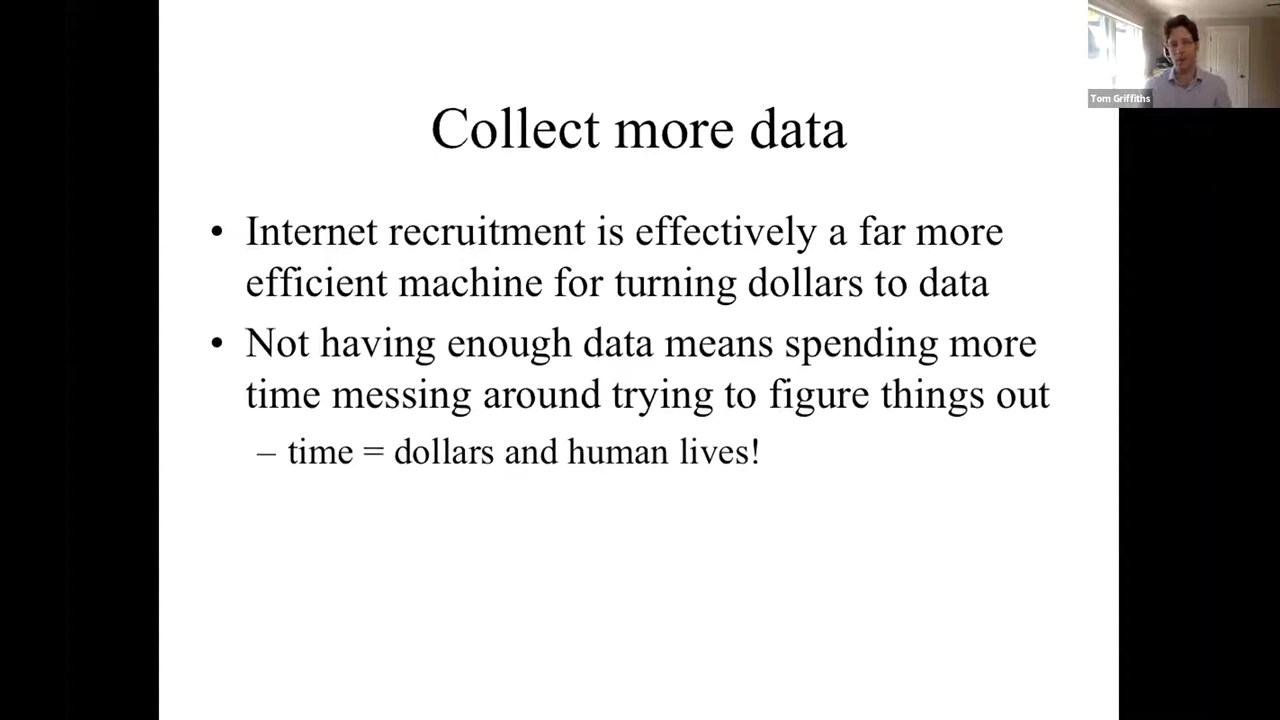 Collect more data
• Internet recruitment is effectively a far more
efficient machine for turning dollars to data
• Not having enough data means spending more
time messing around trying to figure things out
– time = dollars and human lives!
Tom Griffiths